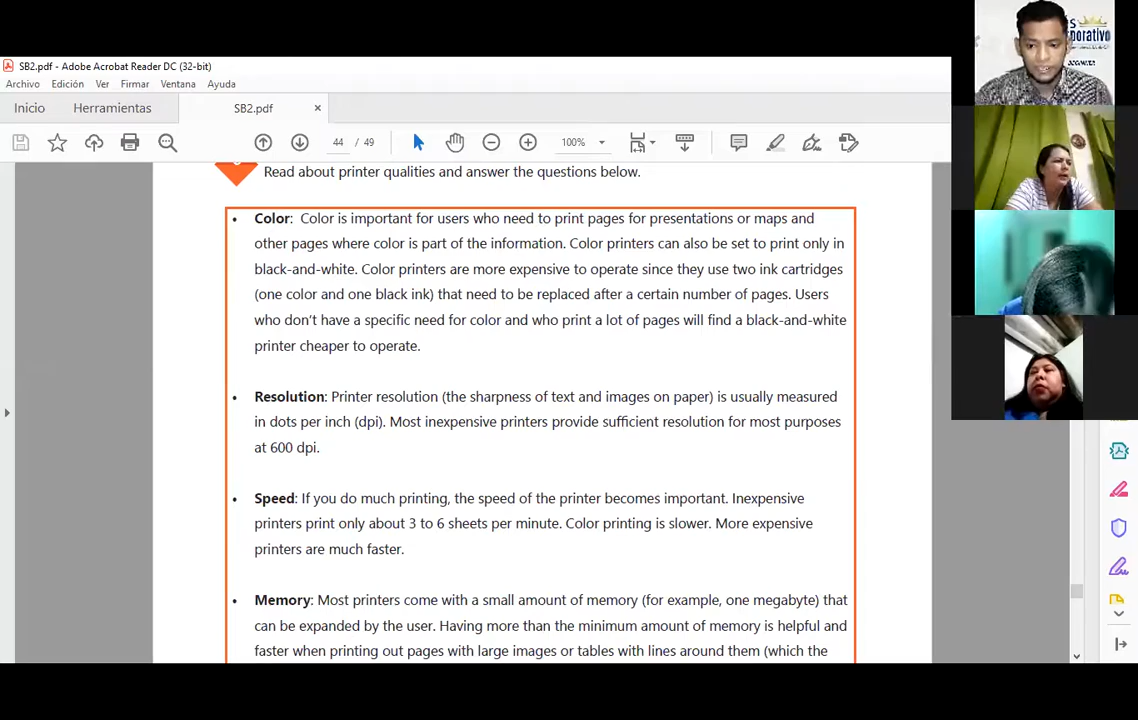 SB2.pdf - Adobe Acrobat Reader DC (32-bit)
Archivo Edición Ver Firmar Ventana Ayuda
Inicio Herramientas SB2.pdf ×
44 / 49 100%
Read about printer qualities and answer the questions below.
• Color: Color is important for users who need to print pages for presentations or maps and
other pages where color is part of the information. Color printers can also be set to print only in
black-and-white. Color printers are more expensive to operate since they use two ink cartridges
(one color and one black ink) that need to be replaced after a certain number of pages. Users
who don't have a specific need for color and who print a lot of pages will find a black-and-white
printer cheaper to operate.
• Resolution: Printer resolution (the sharpness of text and images on paper) is usually measured
in dots per inch (dpi). Most inexpensive printers provide sufficient resolution for most purposes
at 600 dpi.
• Speed: If you do much printing, the speed of the printer becomes important. Inexpensive
printers print only about 3 to 6 sheets per minute. Color printing is slower. More expensive
printers are much faster.
• Memory: Most printers come with a small amount of memory (for example, one megabyte) that
can be expanded by the user. Having more than the minimum amount of memory is helpful and
faster when printing out pages with large images or tables with lines around them (which the